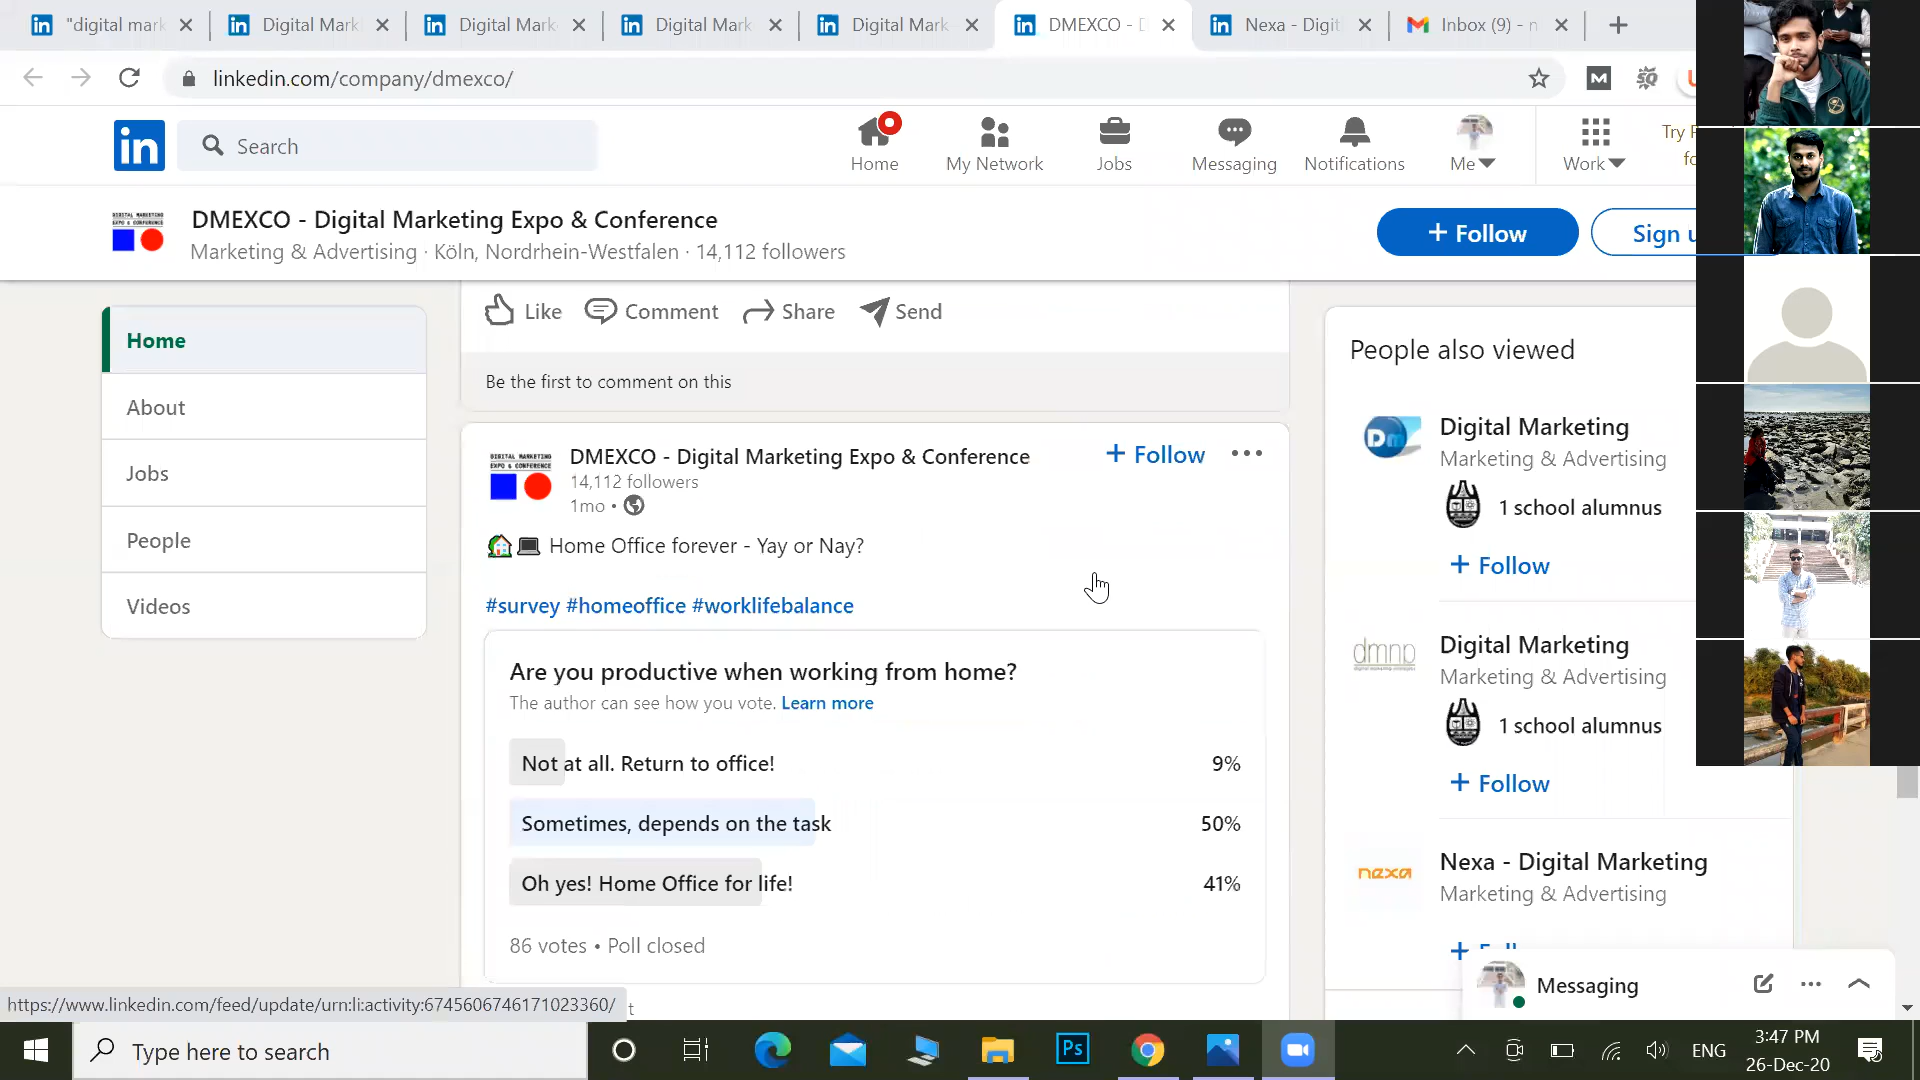 "digital mark
Digital Mark
Digital Mark
Digital Mark
Digital Mark
DMEXCO - D
Nexa - Digit
Inbox (9) - n
linkedin.com/company/dmexco/
Search
Home
My Network
Jobs
Messaging
Notifications
Me
Work
Try
DMEXCO - Digital Marketing Expo & Conference
Marketing & Advertising · Köln, Nordrhein-Westfalen · 14,112 followers
+ Follow
Sign u
Home
About
Jobs
People
Videos
Like
Comment
Share
Send
Be the first to comment on this
DIGITAL MARKETING
EXPO & CONFERENCE
DMEXCO - Digital Marketing Expo & Conference
14,112 followers
1mo •
+ Follow
Home Office forever - Yay or Nay?
#survey #homeoffice #worklifebalance
Are you productive when working from home?
The author can see how you vote. Learn more
Not at all. Return to office! 9%
Sometimes, depends on the task 50%
Oh yes! Home Office for life! 41%
86 votes • Poll closed
People also viewed
Dm
Digital Marketing
Marketing & Advertising
1 school alumnus
+ Follow
dmnp
Digital Marketing
Marketing & Advertising
1 school alumnus
+ Follow
nexa
Nexa - Digital Marketing
Marketing & Advertising
Messaging
https://www.linkedin.com/feed/update/urn:li:activity:6745606746171023360/
Type here to search
Ps
ENG
3:47 PM
26-Dec-20